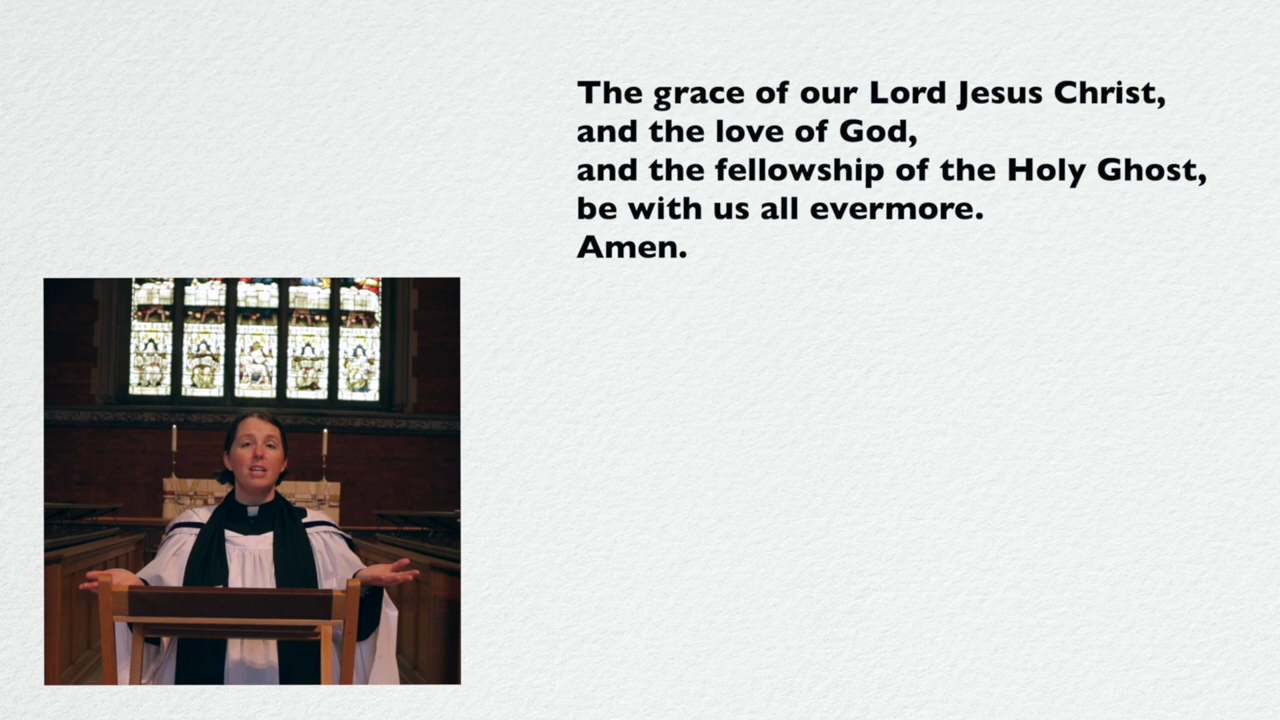 The grace of our Lord Jesus Christ,
and the love of God,
and the fellowship of the Holy Ghost,
be with us all evermore.
Amen.